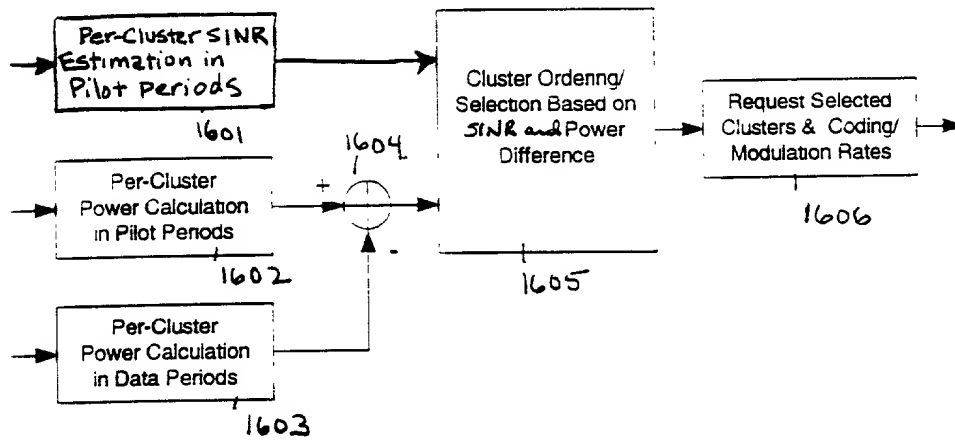 Per-Cluster SINR
Estimation in
Pilot periods
1601
Per-Cluster
Power Calculation
in Pilot Periods
1602
Per-Cluster
Power Calculation
in Data Periods
1603
1604
+
-
Cluster Ordering/
Selection Based on
SINR and Power
Difference
1605
Request Selected
Clusters & Coding/
Modulation Rates
1606